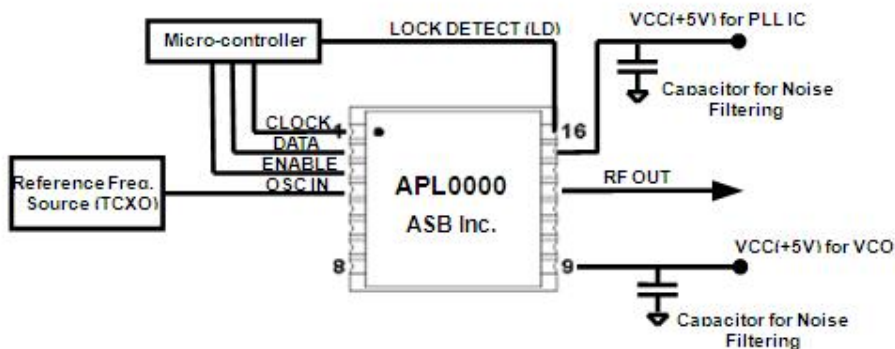 VCC(+5V) for PLL IC
Micro-controller
LOCK DETECT (LD)
Capacitor for Noise
Filtering
CLOCK
1
16
DATA
ENABLE
OSC IN
Reference Freq.
Source (TCXO)
APL0000
ASB Inc.
RF OUT
8
9
VCC(+5V) for VCO
Capacitor for Noise
Filtering